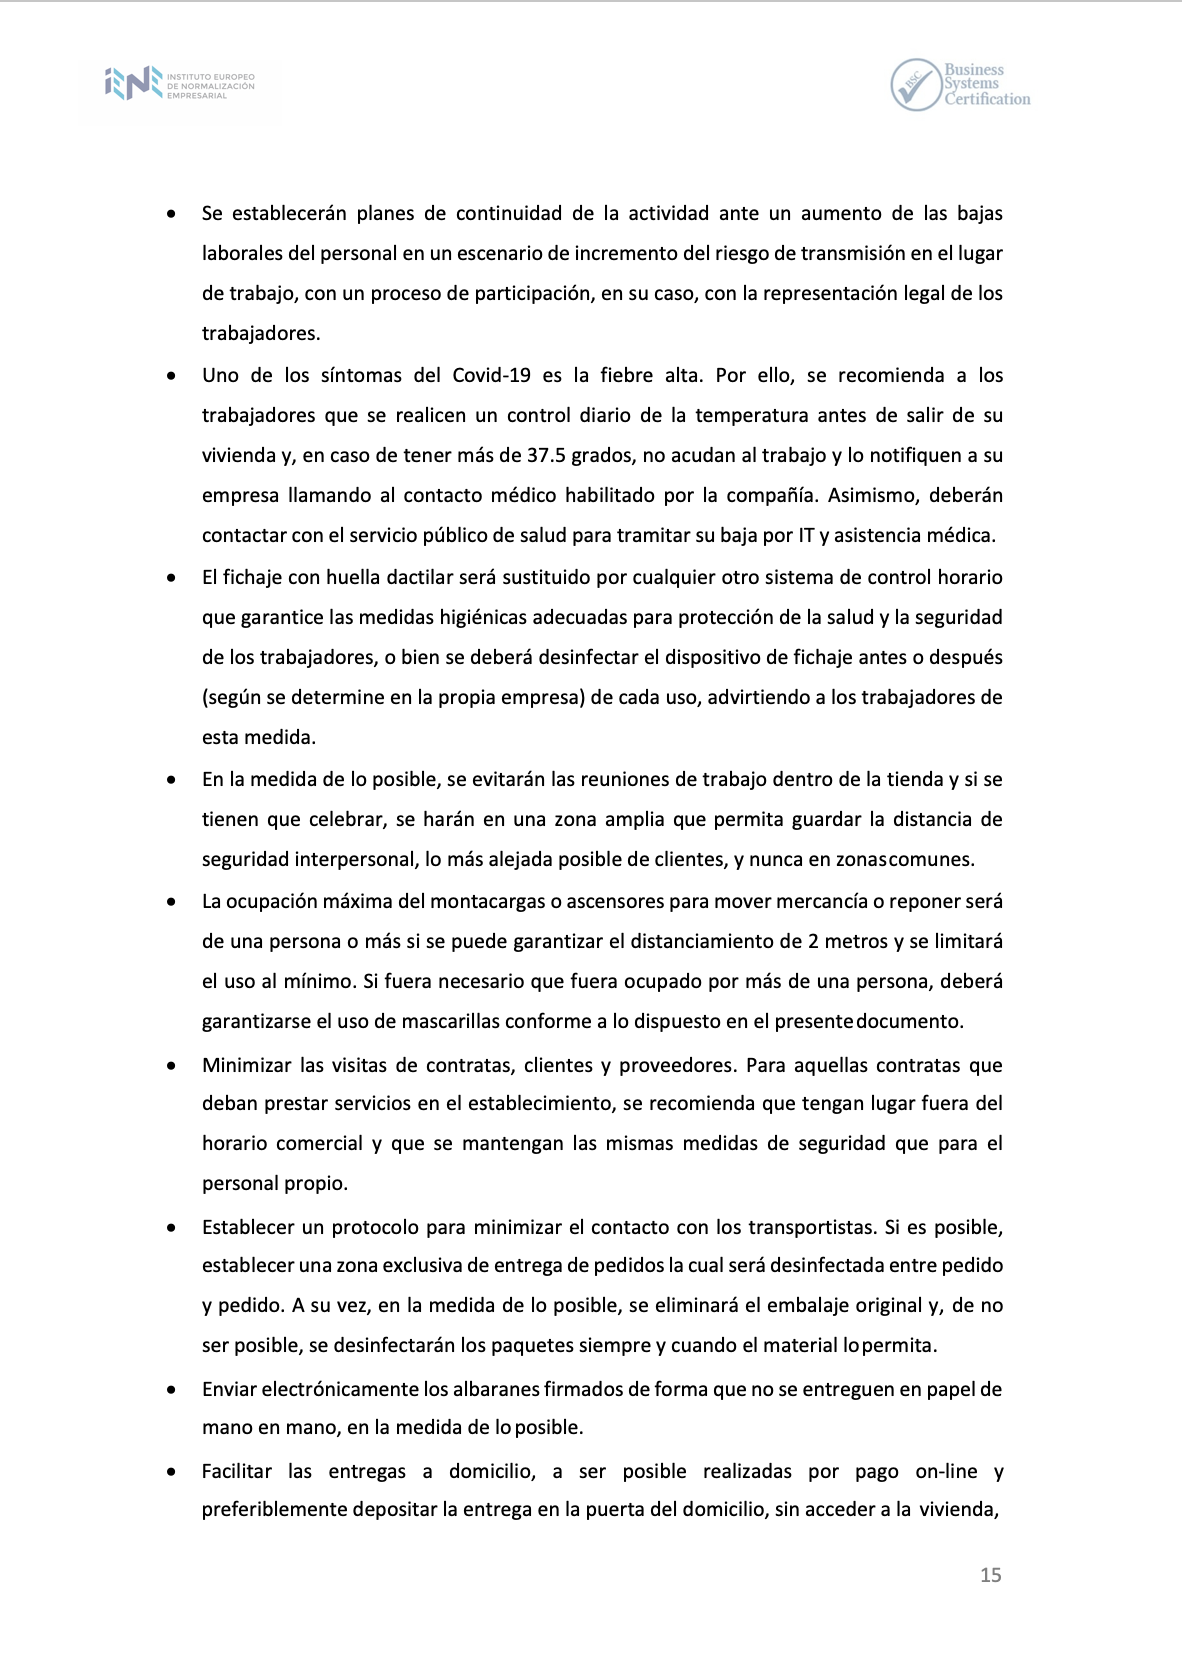 iENE INSTITUTO EUROPEO
DE NORMALIZACIÓN
EMPRESARIAL
BSC Business
Systems
Certification
• Se establecerán planes de continuidad de la actividad ante un aumento de las bajas
laborales del personal en un escenario de incremento del riesgo de transmisión en el lugar
de trabajo, con un proceso de participación, en su caso, con la representación legal de los
trabajadores.
• Uno de los síntomas del Covid-19 es la fiebre alta. Por ello, se recomienda a los
trabajadores que se realicen un control diario de la temperatura antes de salir de su
vivienda y, en caso de tener más de 37.5 grados, no acudan al trabajo y lo notifiquen a su
empresa llamando al contacto médico habilitado por la compañía. Asimismo, deberán
contactar con el servicio público de salud para tramitar su baja por IT y asistencia médica.
• El fichaje con huella dactilar será sustituido por cualquier otro sistema de control horario
que garantice las medidas higiénicas adecuadas para protección de la salud y la seguridad
de los trabajadores, o bien se deberá desinfectar el dispositivo de fichaje antes o después
(según se determine en la propia empresa) de cada uso, advirtiendo a los trabajadores de
esta medida.
• En la medida de lo posible, se evitarán las reuniones de trabajo dentro de la tienda y si se
tienen que celebrar, se harán en una zona amplia que permita guardar la distancia de
seguridad interpersonal, lo más alejada posible de clientes, y nunca en zonascomunes.
• La ocupación máxima del montacargas o ascensores para mover mercancía o reponer será
de una persona o más si se puede garantizar el distanciamiento de 2 metros y se limitará
el uso al mínimo. Si fuera necesario que fuera ocupado por más de una persona, deberá
garantizarse el uso de mascarillas conforme a lo dispuesto en el presentedocumento.
• Minimizar las visitas de contratas, clientes y proveedores. Para aquellas contratas que
deban prestar servicios en el establecimiento, se recomienda que tengan lugar fuera del
horario comercial y que se mantengan las mismas medidas de seguridad que para el
personal propio.
• Establecer un protocolo para minimizar el contacto con los transportistas. Si es posible,
establecer una zona exclusiva de entrega de pedidos la cual será desinfectada entre pedido
y pedido. A su vez, en la medida de lo posible, se eliminará el embalaje original y, de no
ser posible, se desinfectarán los paquetes siempre y cuando el material lopermita.
• Enviar electrónicamente los albaranes firmados de forma que no se entreguen en papel de
mano en mano, en la medida de lo posible.
• Facilitar las entregas a domicilio, a ser posible realizadas por pago on-line y
preferiblemente depositar la entrega en la puerta del domicilio, sin acceder a la vivienda,
15